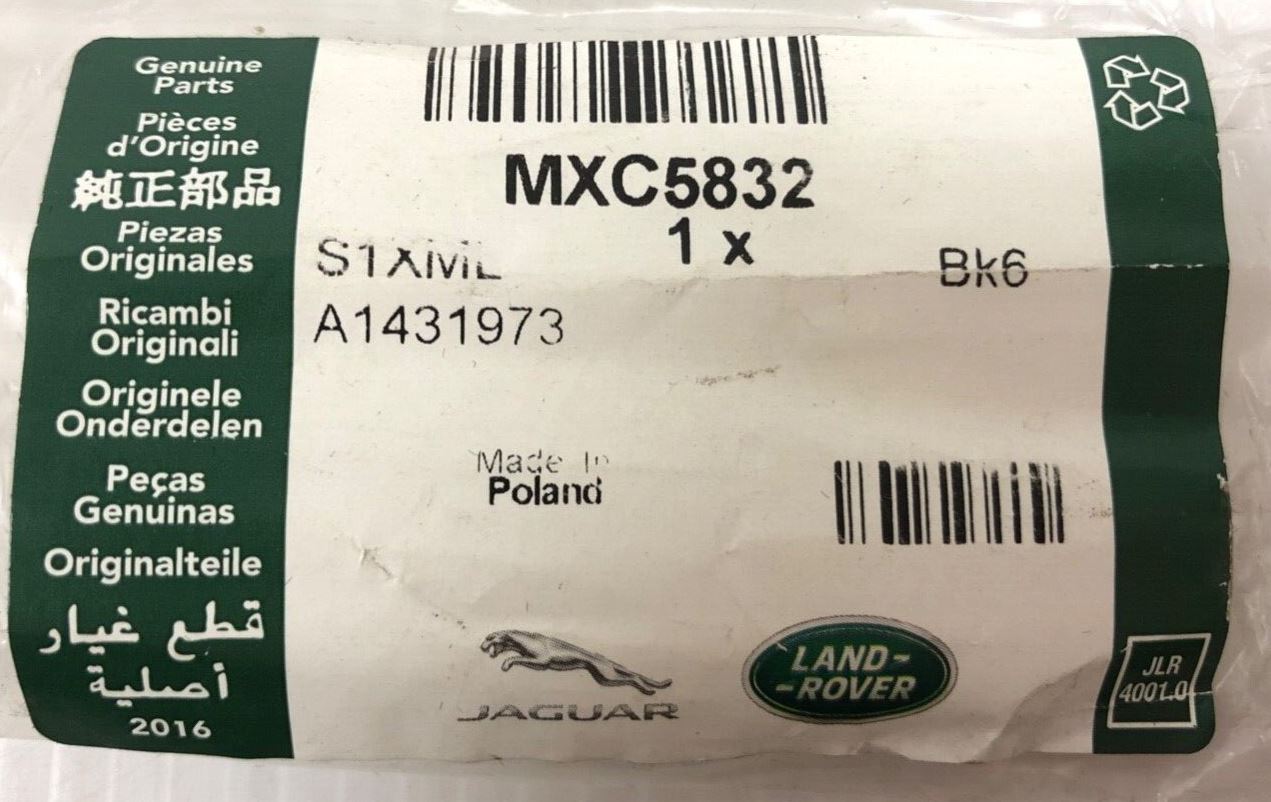 Genuine
Parts
Pièces
d'Origine
純正部品
Piezas
Originales
Ricambi
Originali
Originele
Onderdelen
Peças
Genuinas
Originalteile
قطع غيار
أصلية
2016
MXC5832
1 x
S1XML
Bk6
A1431973
Made In
Poland
JAGUAR
LAND-
-ROVER
JLR
4001.0